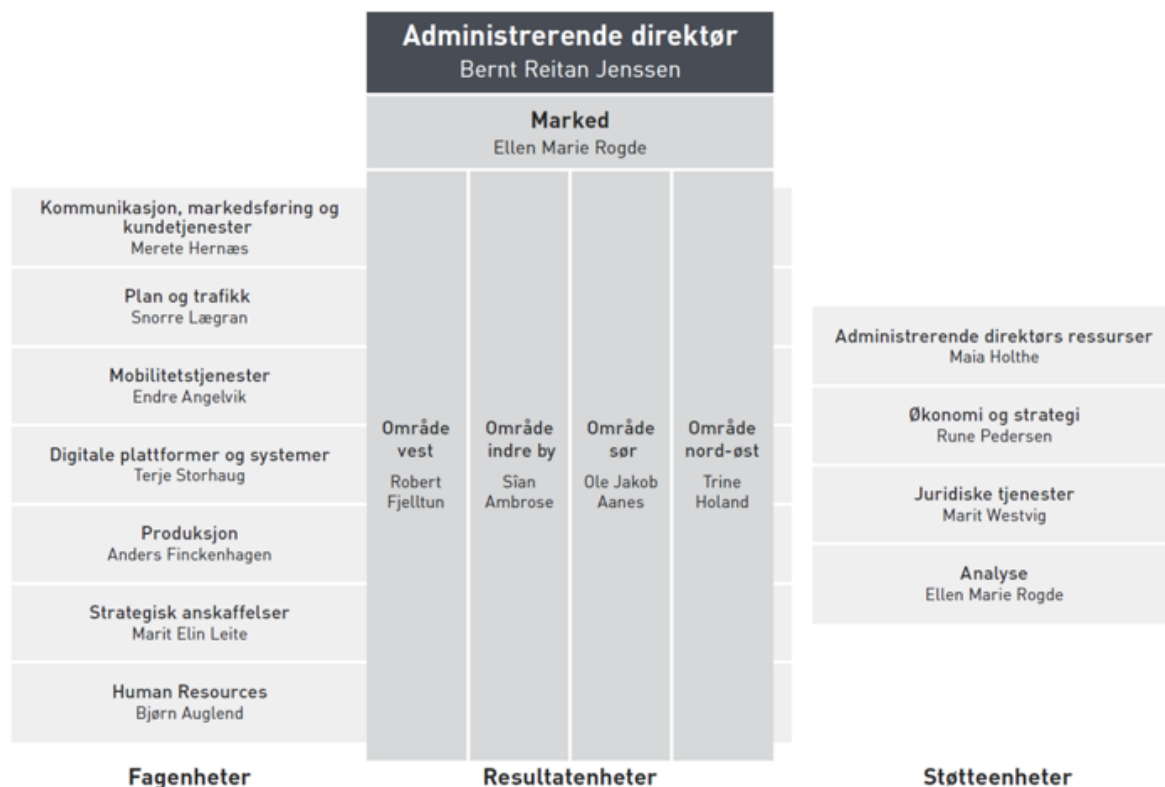 Administrerende direktør
Bernt Reitan Jenssen
Marked
Ellen Marie Rogde
Kommunikasjon, markedsføring og
kundetjenester
Merete Hernæs
Plan og trafikk
Snorre Lægran
Mobilitetstjenester
Endre Angelvik
Digitale plattformer og systemer
Terje Storhaug
Produksjon
Anders Finckenhagen
Strategisk anskaffelser
Marit Elin Leite
Human Resources
Bjørn Auglend
Fagenheter
Område
vest
Robert
Fjelltun
Område
indre by
Sîan
Ambrose
Område
sør
Ole Jakob
Aanes
Område
nord-øst
Trine
Holand
Resultatenheter
Administrerende direktørs ressurser
Maia Holthe
Økonomi og strategi
Rune Pedersen
Juridiske tjenester
Marit Westvig
Analyse
Ellen Marie Rogde
Støtteenheter